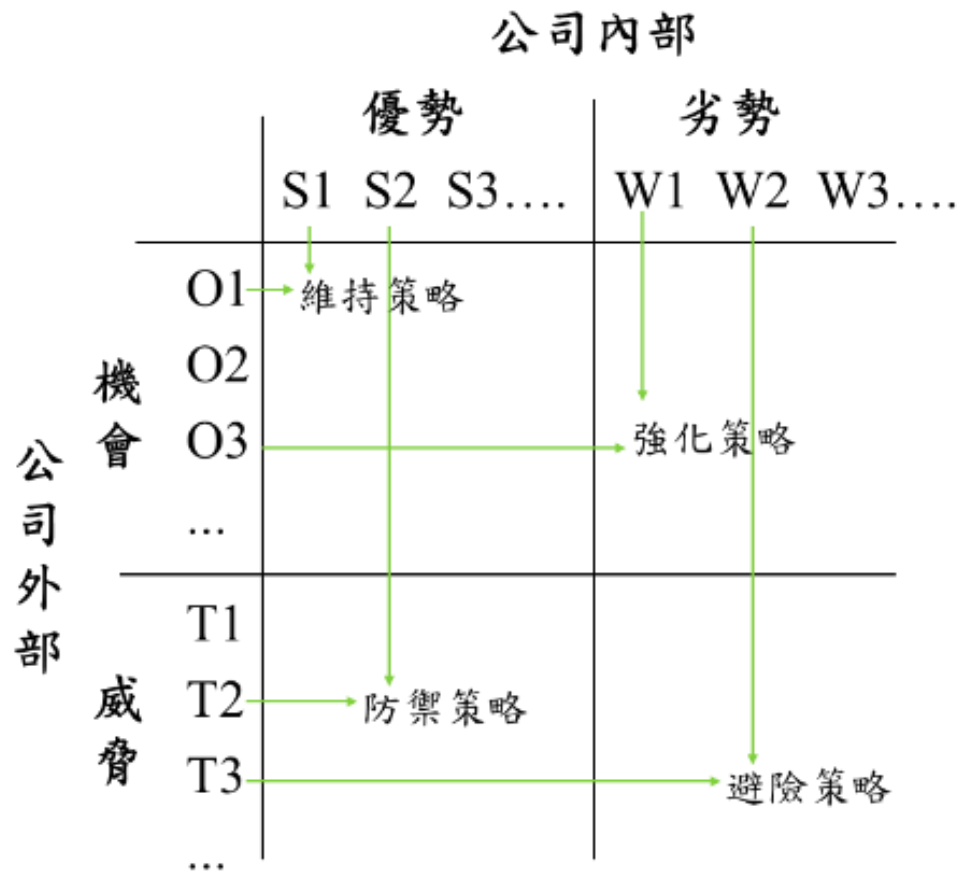 公司內部
優勢 劣勢
S1 S2 S3.... W1 W2 W3....
O1 維持策略
O2
O3 強化策略
...
機會
公司外部
T1
T2 防禦策略
T3 避險策略
...
威脅